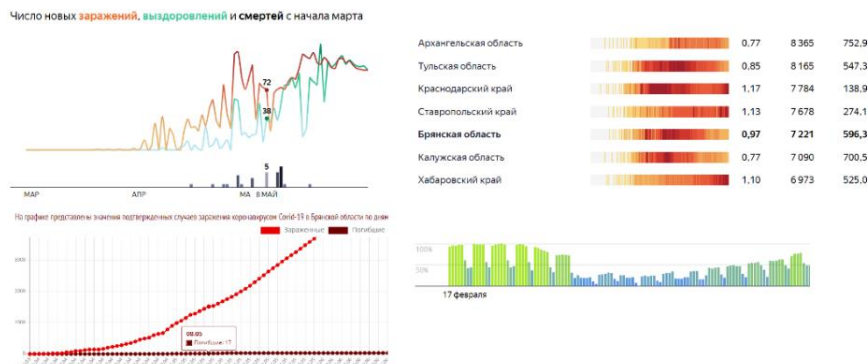 Число новых заражений, выздоровлений и смертей с начала марта
72
38
5
МАР
АПР
МА
8 МАЙ
На графике представлены значения подтвержденных случаев заражения коронавирусом Covid-19 в Брянской области по дням
Зараженные
Погибшие
08.05
Погибшие: 17
Архангельская область 0.77 8 365 752,9
Тульская область 0.85 8 165 547,3
Краснодарский край 1,17 7 784 138,9
Ставропольский край 1,13 7 678 274,1
Брянская область 0,97 7 221 596,3
Калужская область 0.77 7 090 700,5
Хабаровский край 1,10 6 973 525,0
100%
50%
17 февраля